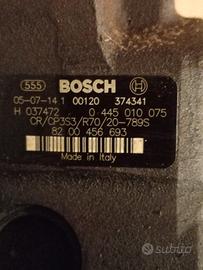 555 BOSCH
05-07-14 1 00120 374341
H 037472 0 445 010 075
CR/CP3S3/R70/20-789S
82 00 456 693
Made in Italy
subito